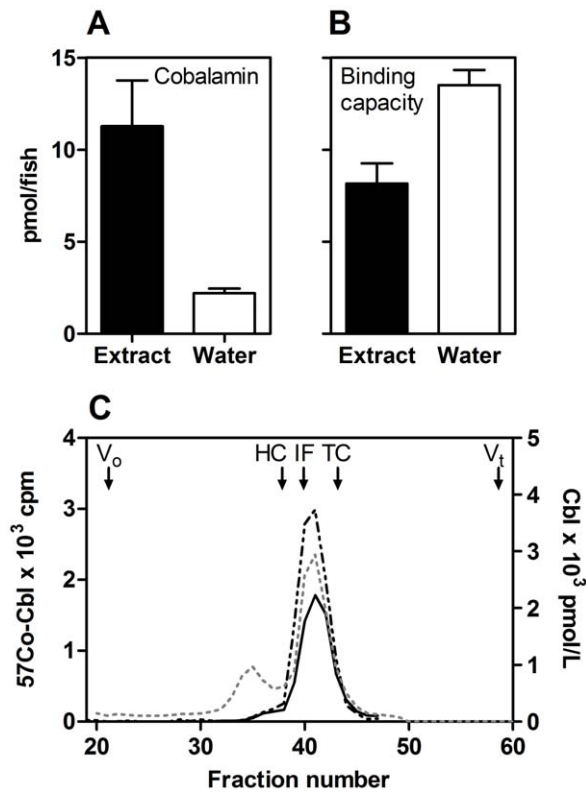 A
B
15
10
5
0
pmol/fish
Cobalamin
Binding
capacity
Extract Water
Extract Water
C
4
3
2
1
0
57Co-Cbl x 10³ cpm
V₀ HC IF TC Vₜ
5
4
3
2
1
0
Cbl x 10³ pmol/L
20 30 40 50 60
Fraction number